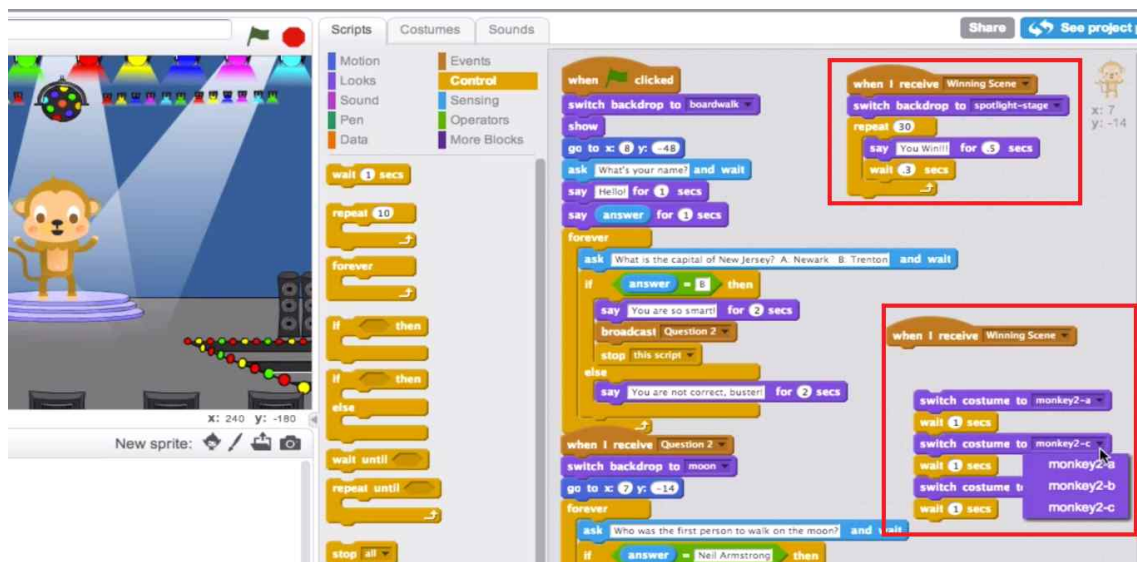 Scripts Costumes Sounds
Share See project
Motion Events
Looks Control
Sound Sensing
Pen Operators
Data More Blocks
wait 1 secs
repeat 10
forever
if then
if then
else
wait until
repeat until
stop all
x: 240 y: -180
New sprite:
when clicked
switch backdrop to boardwalk
show
go to x: 8 y: -48
ask What's your name? and wait
say Hello! for 1 secs
say answer for 1 secs
forever
ask What is the capital of New Jersey? A. Newark B. Trenton and wait
if answer = B then
say You are so smart! for 2 secs
broadcast Question 2
stop this script
else
say You are not correct, buster! for 2 secs
when I receive Question 2
switch backdrop to moon
go to x: 7 y: -14
forever
ask Who was the first person to walk on the moon? and wait
if answer = Neil Armstrong then
when I receive Winning Scene
switch backdrop to spotlight-stage
repeat 30
say You Win!!! for .5 secs
wait .3 secs
x: 7
y: -14
when I receive Winning Scene
switch costume to monkey2-a
wait 1 secs
switch costume to monkey2-c
wait 1 secs
switch costume to
wait 1 secs
monkey2-a
monkey2-b
monkey2-c